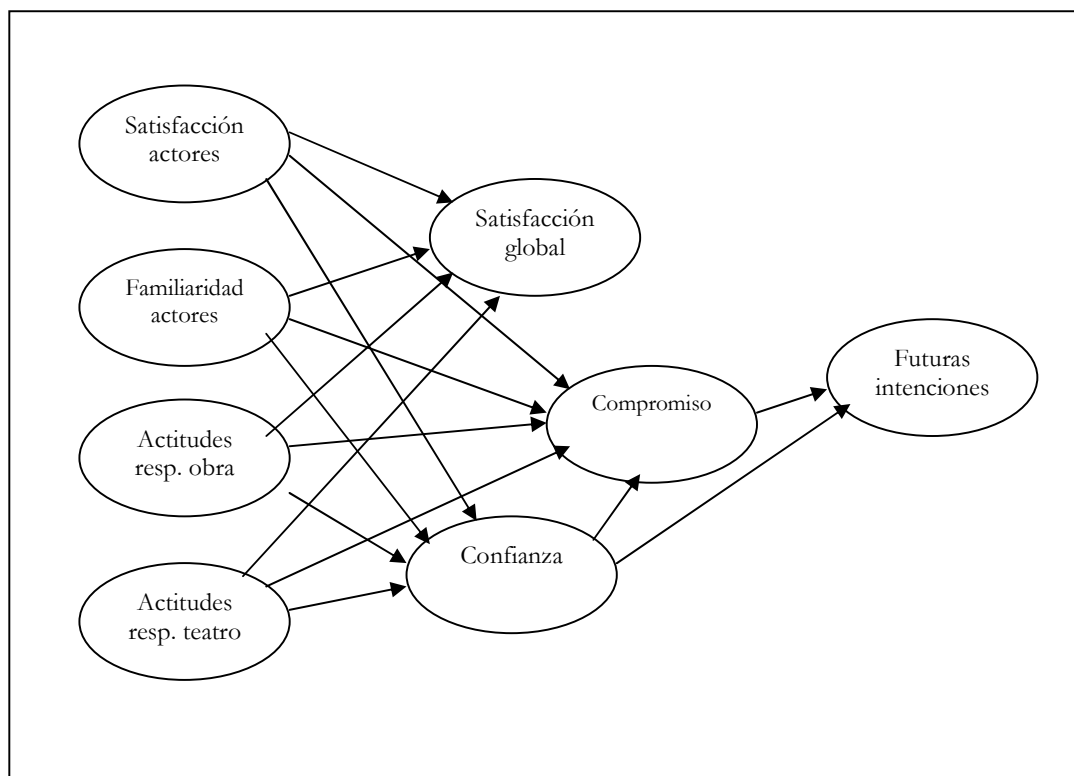 Satisfacción
actores
Satisfacción
global
Familiaridad
actores
Futuras
intenciones
Compromiso
Actitudes
resp. obra
Confianza
Actitudes
resp. teatro